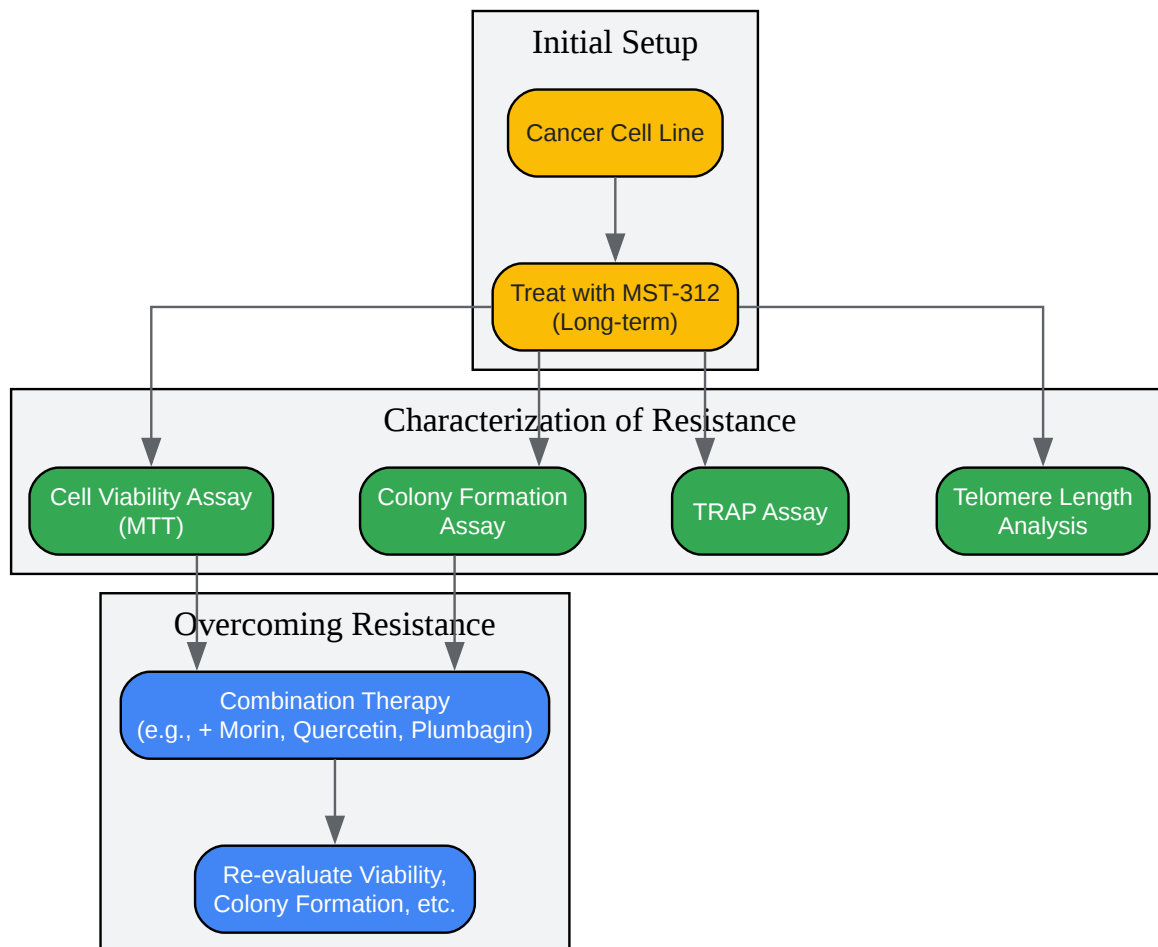 Initial Setup
Cancer Cell Line
Treat with MST-312
(Long-term)
Characterization of Resistance
Cell Viability Assay
(MTT)
Colony Formation
Assay
TRAP Assay
Telomere Length
Analysis
Overcoming Resistance
Combination Therapy
(e.g., + Morin, Quercetin, Plumbagin)
Re-evaluate Viability,
Colony Formation, etc.